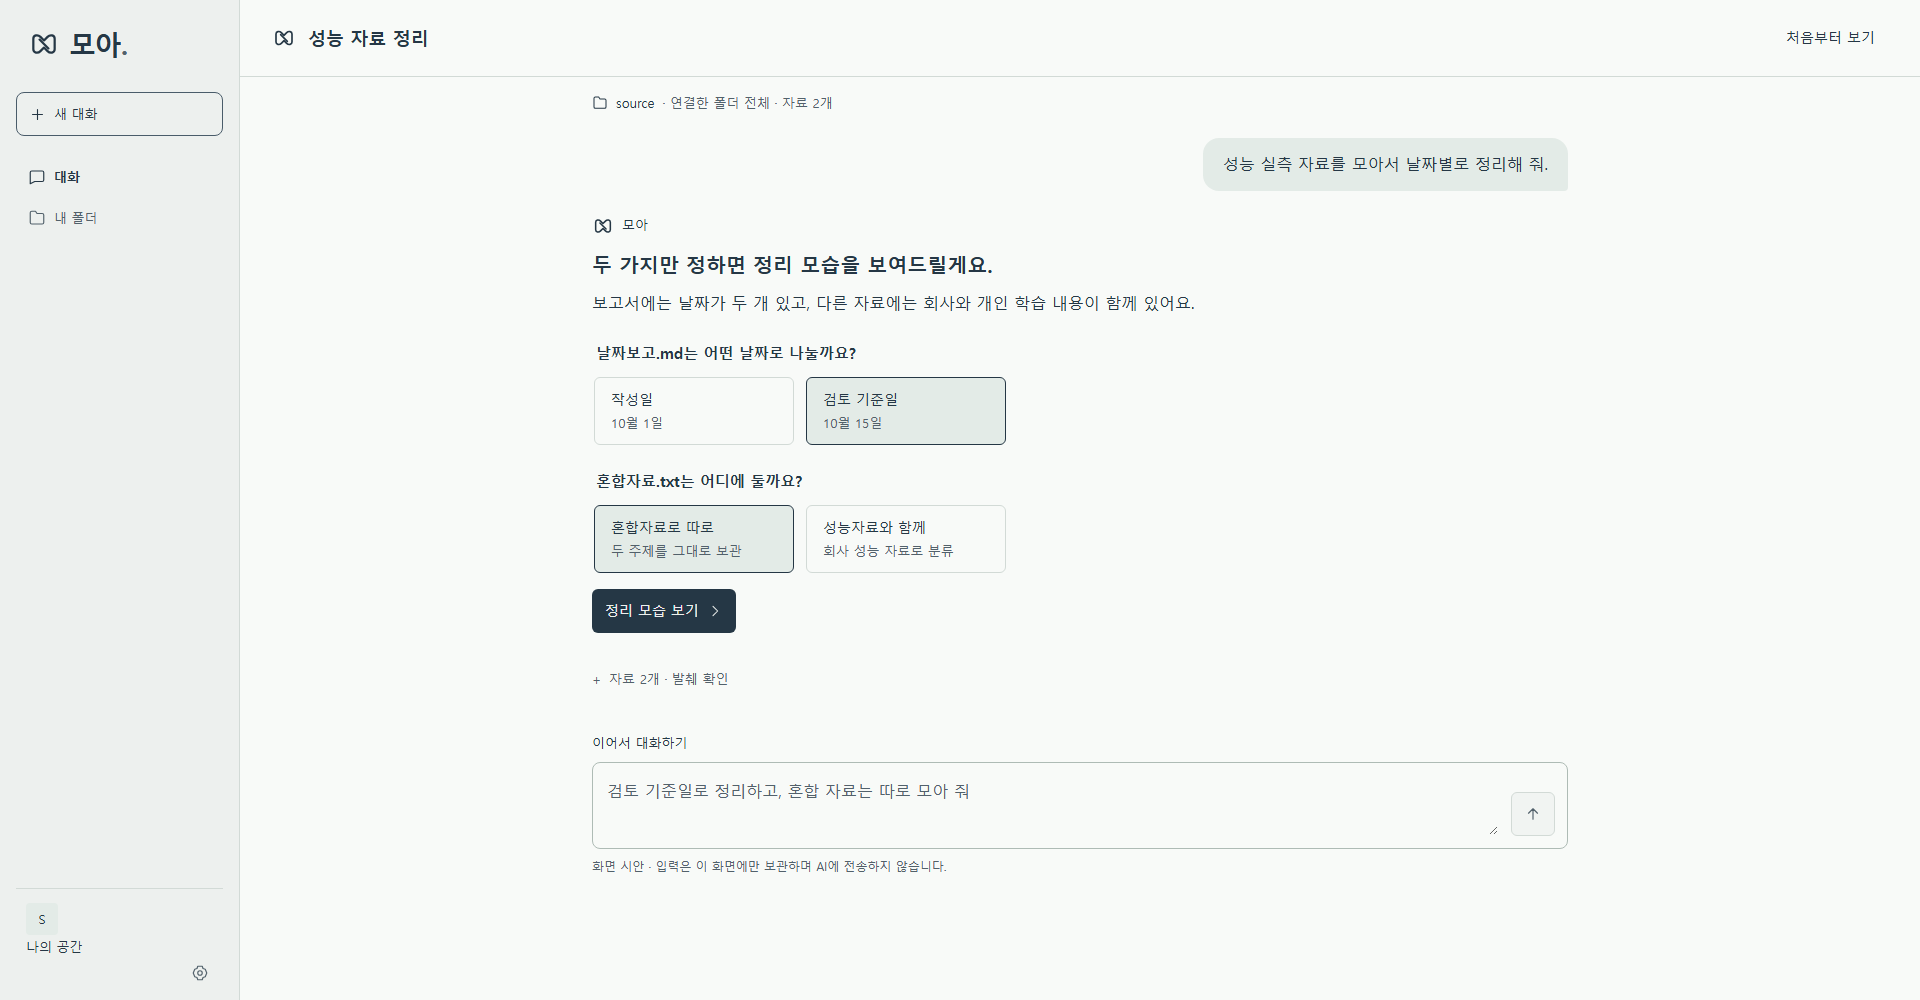 모아.
새 대화
대화
내 폴더
S
나의 공간
성능 자료 정리
처음부터 보기
source · 연결한 폴더 전체 · 자료 2개
성능 실측 자료를 모아서 날짜별로 정리해 줘.
모아
두 가지만 정하면 정리 모습을 보여드릴게요.
보고서에는 날짜가 두 개 있고, 다른 자료에는 회사와 개인 학습 내용이 함께 있어요.
날짜보고.md는 어떤 날짜로 나눌까요?
작성일
10월 1일
검토 기준일
10월 15일
혼합자료.txt는 어디에 둘까요?
혼합자료로 따로
두 주제를 그대로 보관
성능자료와 함께
회사 성능 자료로 분류
정리 모습 보기
+ 자료 2개 · 발췌 확인
이어서 대화하기
검토 기준일로 정리하고, 혼합 자료는 따로 모아 줘
화면 시안 · 입력은 이 화면에만 보관하며 AI에 전송하지 않습니다.